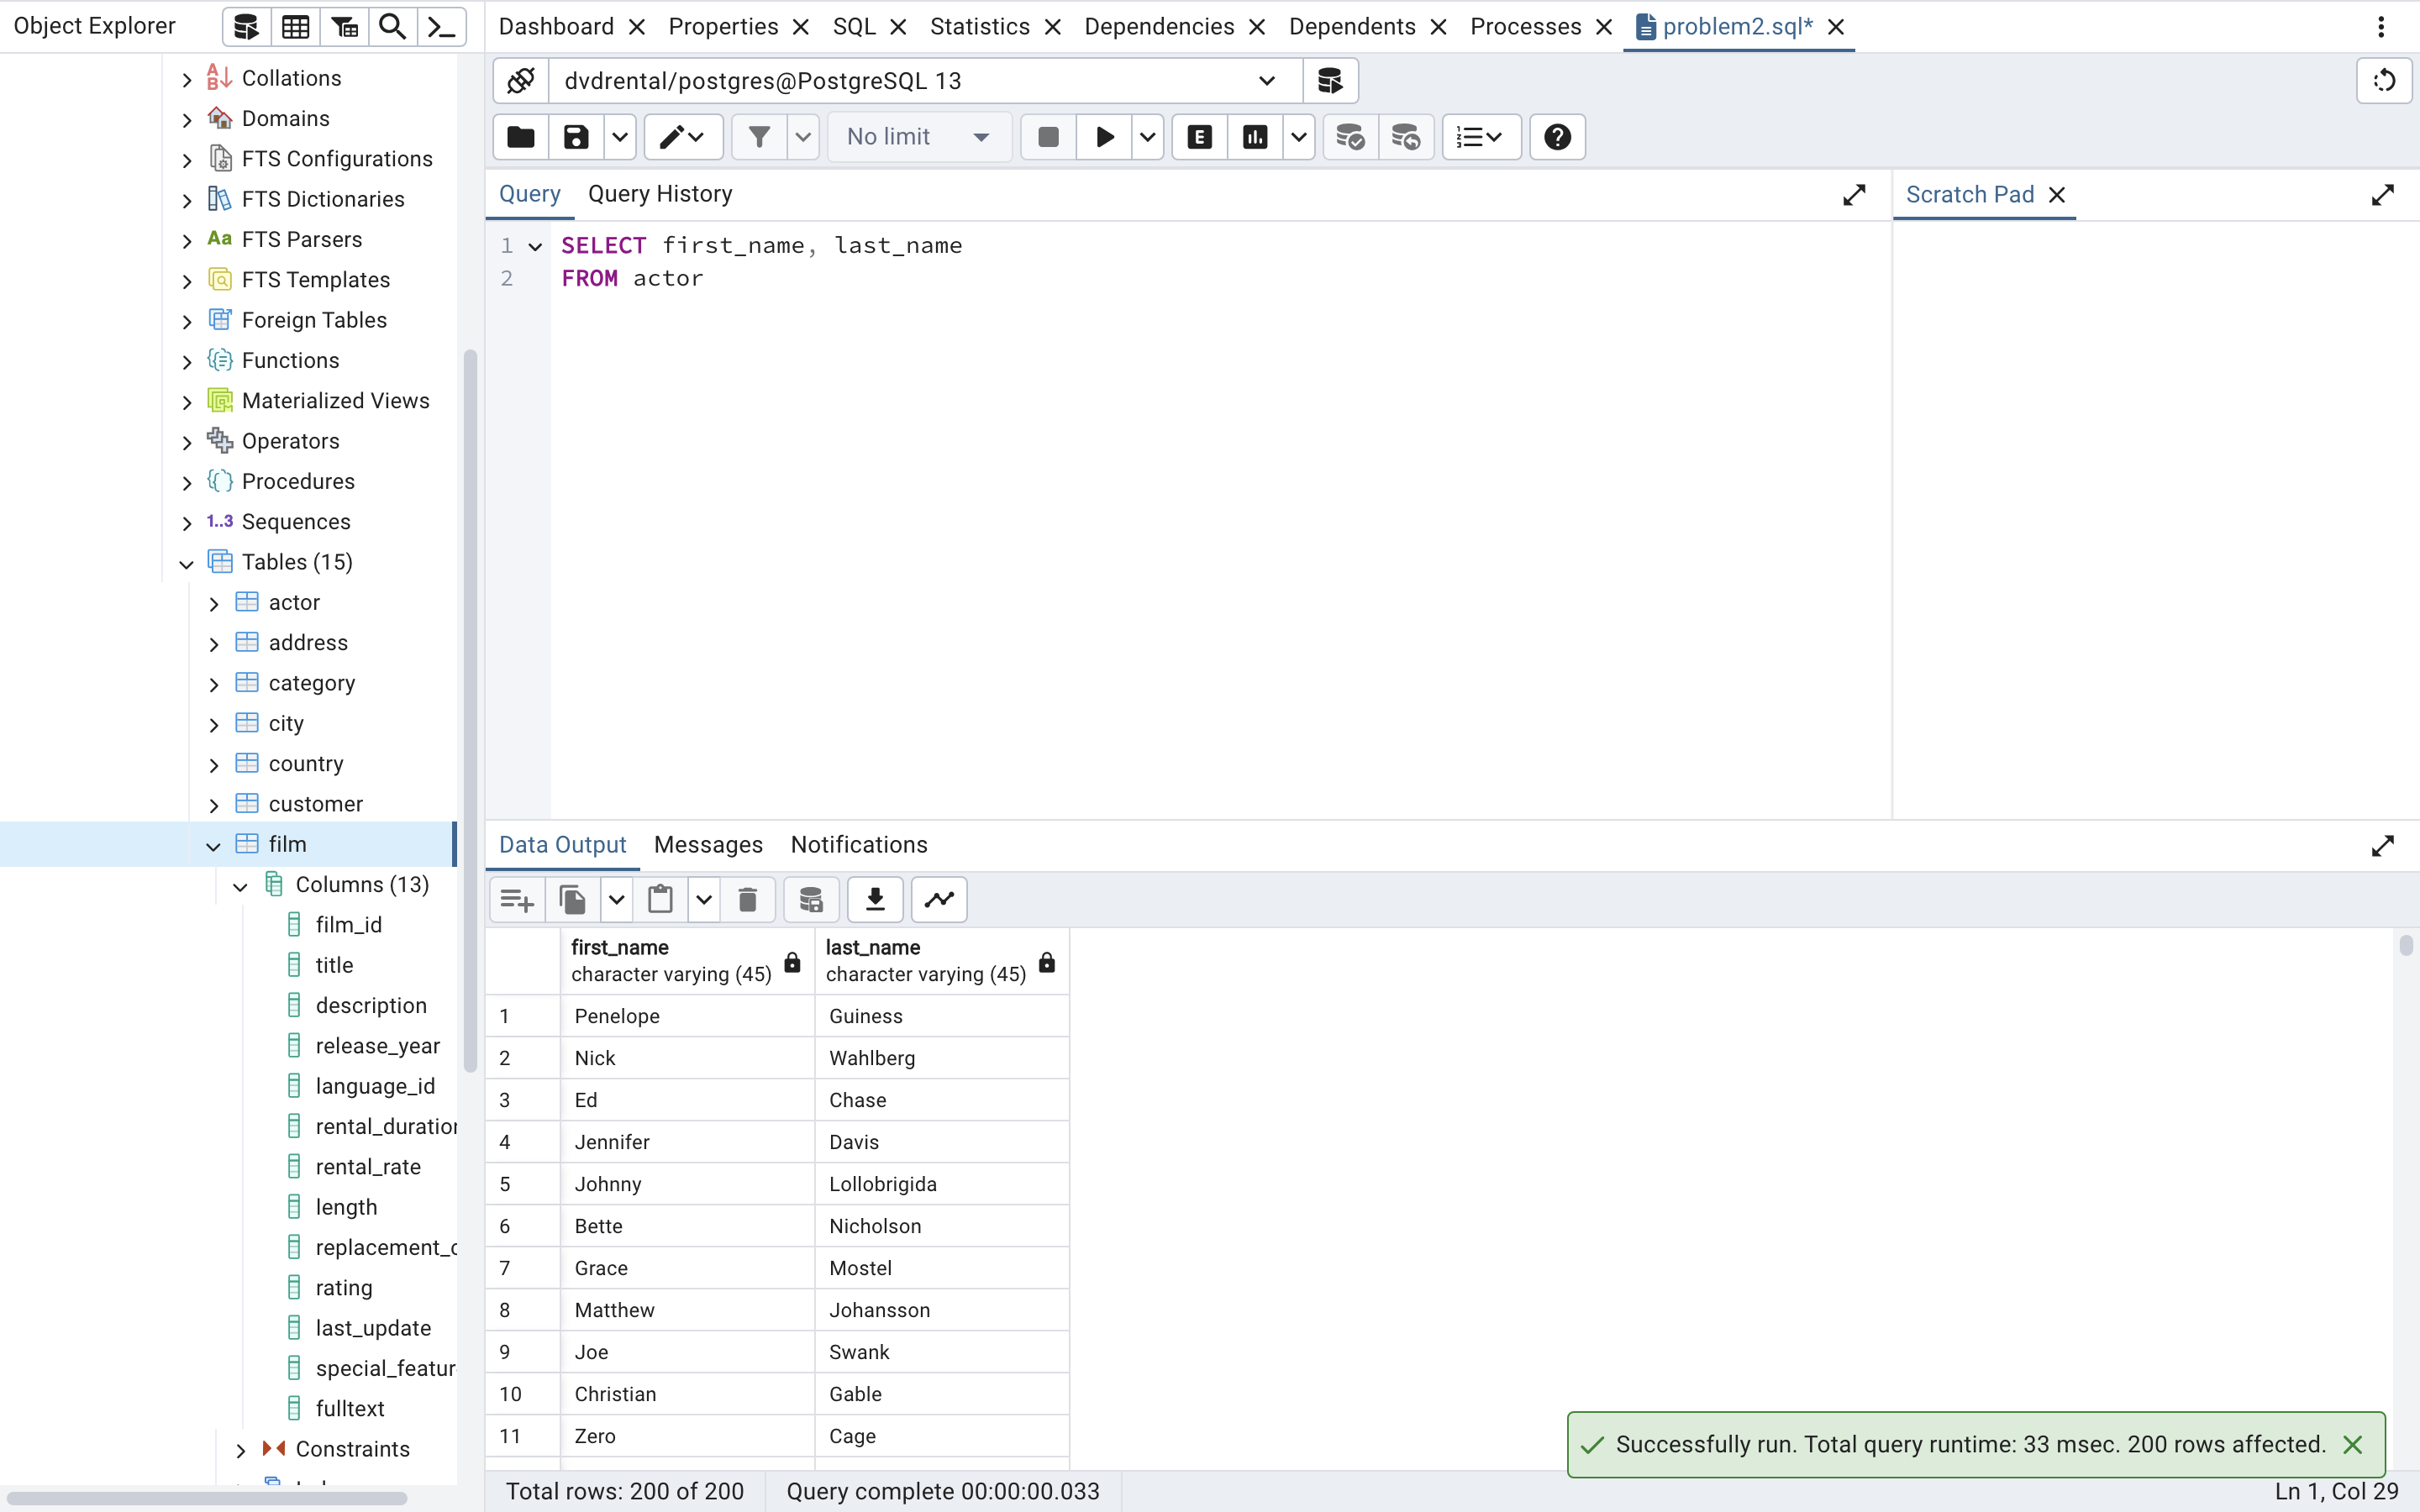 Object Explorer
Dashboard
Properties
SQL
Statistics
Dependencies
Dependents
Processes
problem2.sql*
Collations
Domains
FTS Configurations
FTS Dictionaries
Aa FTS Parsers
FTS Templates
Foreign Tables
Functions
Materialized Views
Operators
Procedures
1..3 Sequences
Tables (15)
actor
address
category
city
country
customer
film
Columns (13)
film_id
title
description
release_year
language_id
rental_duration
rental_rate
length
replacement_c
rating
last_update
special_featur
fulltext
Constraints
dvdrental/postgres@PostgreSQL 13
No limit
E
Query
Query History
Scratch Pad
1 SELECT first_name, last_name
2 FROM actor
Data Output
Messages
Notifications
first_name
character varying (45)
last_name
character varying (45)
1 Penelope Guiness
2 Nick Wahlberg
3 Ed Chase
4 Jennifer Davis
5 Johnny Lollobrigida
6 Bette Nicholson
7 Grace Mostel
8 Matthew Johansson
9 Joe Swank
10 Christian Gable
11 Zero Cage
Successfully run. Total query runtime: 33 msec. 200 rows affected.
Total rows: 200 of 200
Query complete 00:00:00.033
Ln 1, Col 29